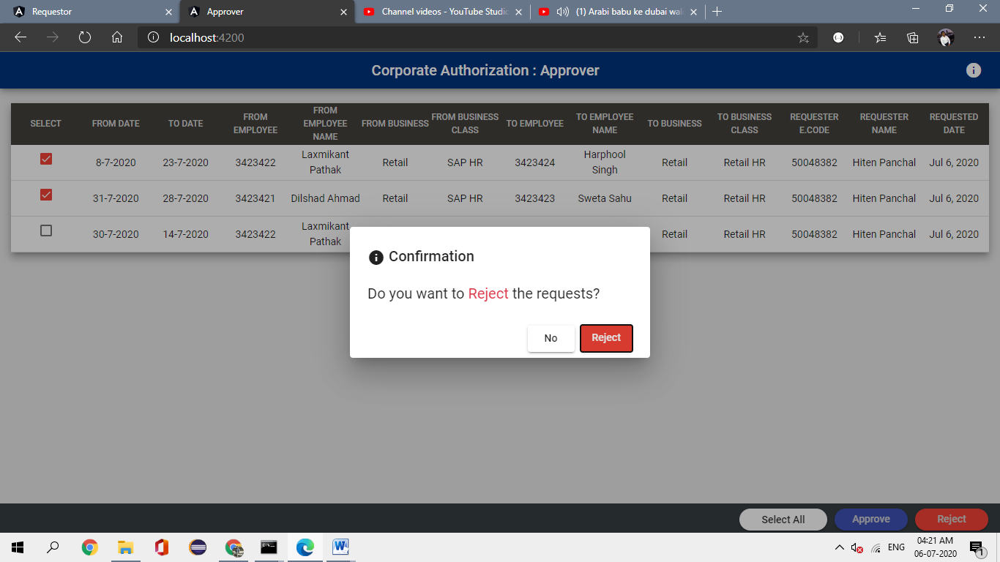 Requestor
Approver
Channel videos - YouTube Studio
(1) Arabi babu ke dubai wal
localhost:4200
Corporate Authorization : Approver
SELECT FROM DATE TO DATE FROM EMPLOYEE FROM EMPLOYEE NAME FROM BUSINESS FROM BUSINESS CLASS TO EMPLOYEE TO EMPLOYEE NAME TO BUSINESS TO BUSINESS CLASS REQUESTER E.CODE REQUESTER NAME REQUESTED DATE
8-7-2020 23-7-2020 3423422 Laxmikant Pathak Retail SAP HR 3423424 Harphool Singh Retail Retail HR 50048382 Hiten Panchal Jul 6, 2020
31-7-2020 28-7-2020 3423421 Dilshad Ahmad Retail SAP HR 3423423 Sweta Sahu Retail Retail HR 50048382 Hiten Panchal Jul 6, 2020
30-7-2020 14-7-2020 3423422 Laxmikant Pathak Retail Retail HR 50048382 Hiten Panchal Jul 6, 2020
Confirmation
Do you want to Reject the requests?
No Reject
Select All Approve Reject
ENG
04:21 AM
06-07-2020
1